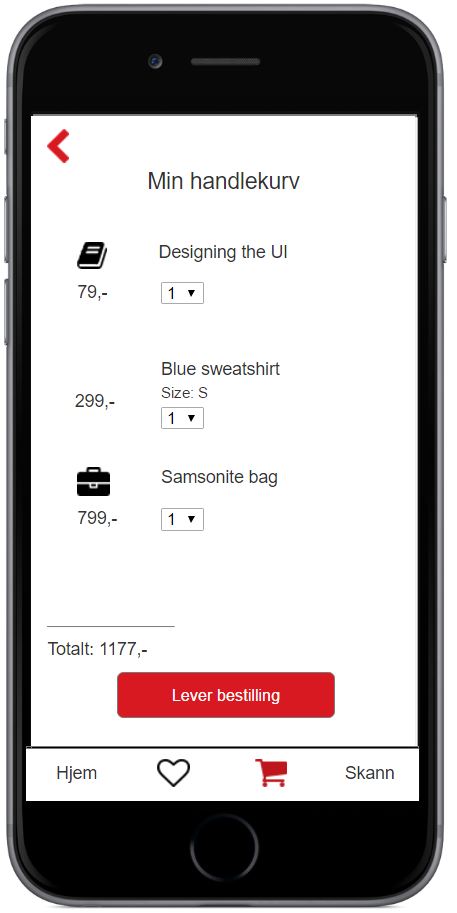 Min handlekurv
Designing the UI
79,-
1
Blue sweatshirt
Size: S
299,-
1
Samsonite bag
799,-
1
Totalt: 1177,-
Lever bestilling
Hjem
Skann